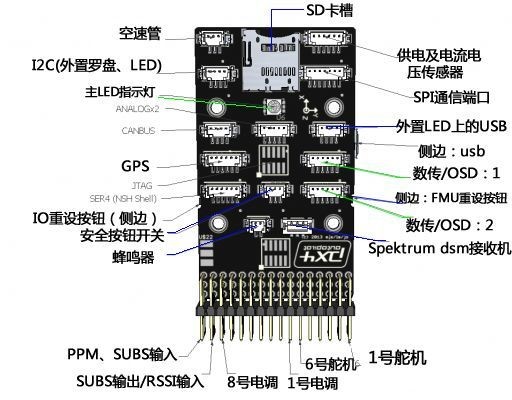 SD卡槽
空速管
供电及电流电
压传感器
I2C(外置罗盘、LED)
主LED指示灯
SPI通信端口
ANALOGx2
CANBUS
外置LED上的USB
侧边：usb
GPS
数传/OSD：1
JTAG
SER4 (NSH Shell)
侧边：FMU重设按钮
IO重设按钮（侧边）
数传/OSD：2
安全按钮开关
蜂鸣器
Spektrum dsm接收机
px4
autopilot
PPM、SUBS输入
6号舵机
1号舵机
SUBS输出/RSSI输入
8号电调
1号电调